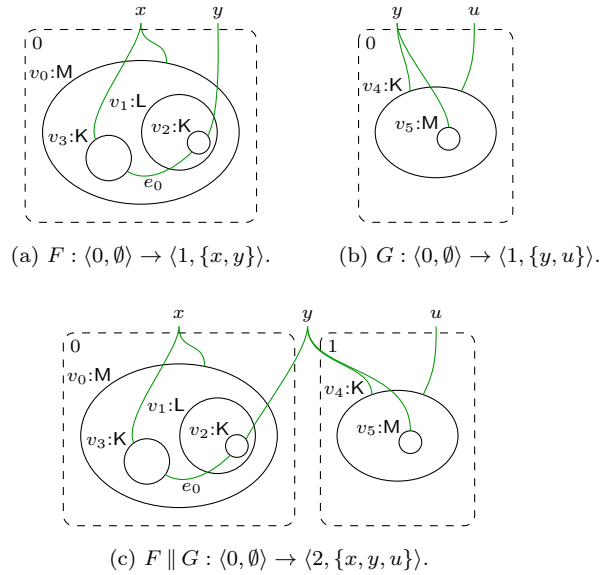 x y
0
v₀:M
v₁:L
v₂:K
v₃:K
e₀
y u
0
v₄:K
v₅:M
(a) F : ⟨0, ∅⟩ → ⟨1, {x, y}⟩.
(b) G : ⟨0, ∅⟩ → ⟨1, {y, u}⟩.
x y u
0
v₀:M
v₁:L
v₂:K
v₃:K
e₀
1
v₄:K
v₅:M
(c) F ∥ G : ⟨0, ∅⟩ → ⟨2, {x, y, u}⟩.